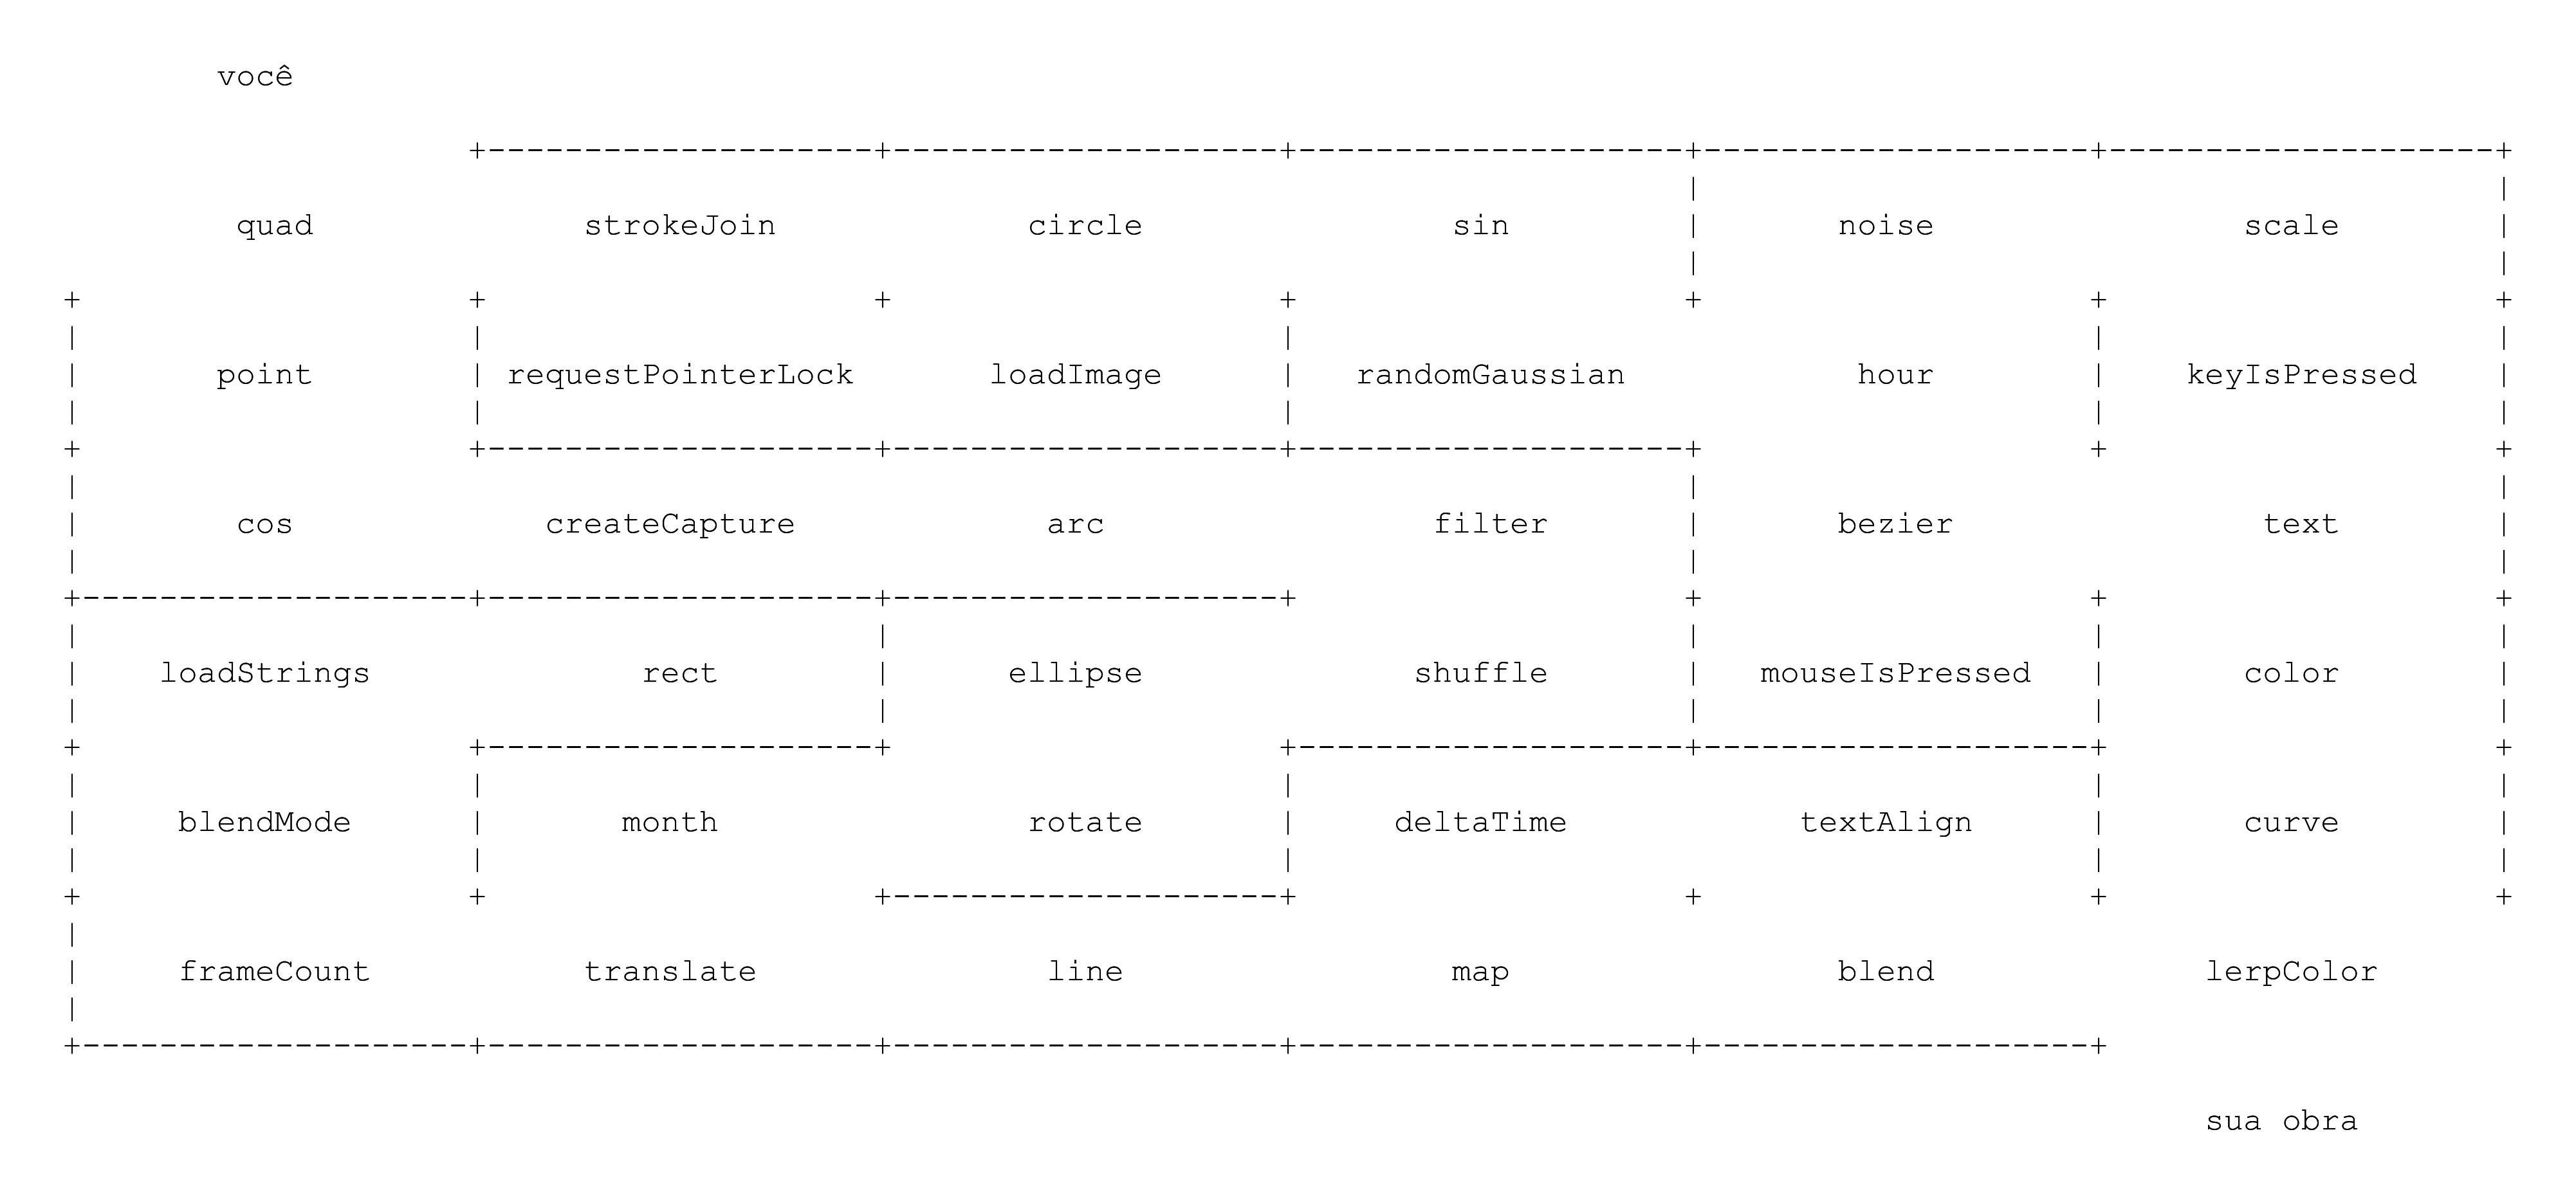 você
quad strokeJoin circle sin noise scale
point requestPointerLock loadImage randomGaussian hour keyIsPressed
cos createCapture arc filter bezier text
loadStrings rect ellipse shuffle mouseIsPressed color
blendMode month rotate deltaTime textAlign curve
frameCount translate line map blend lerpColor
sua obra